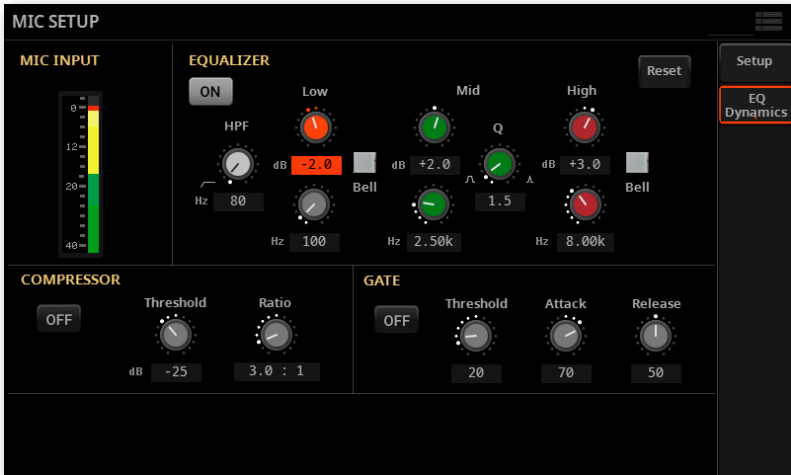 MIC SETUP
MIC INPUT
0
12
20
40
EQUALIZER
ON
Reset
Low
Mid
High
HPF
Q
dB -2.0
Bell
dB +2.0
dB +3.0
Bell
Hz 80
1.5
Hz 100
Hz 2.50k
Hz 8.00k
COMPRESSOR
OFF
Threshold
Ratio
dB -25
3.0 : 1
GATE
OFF
Threshold
Attack
Release
20
70
50
Setup
EQ
Dynamics